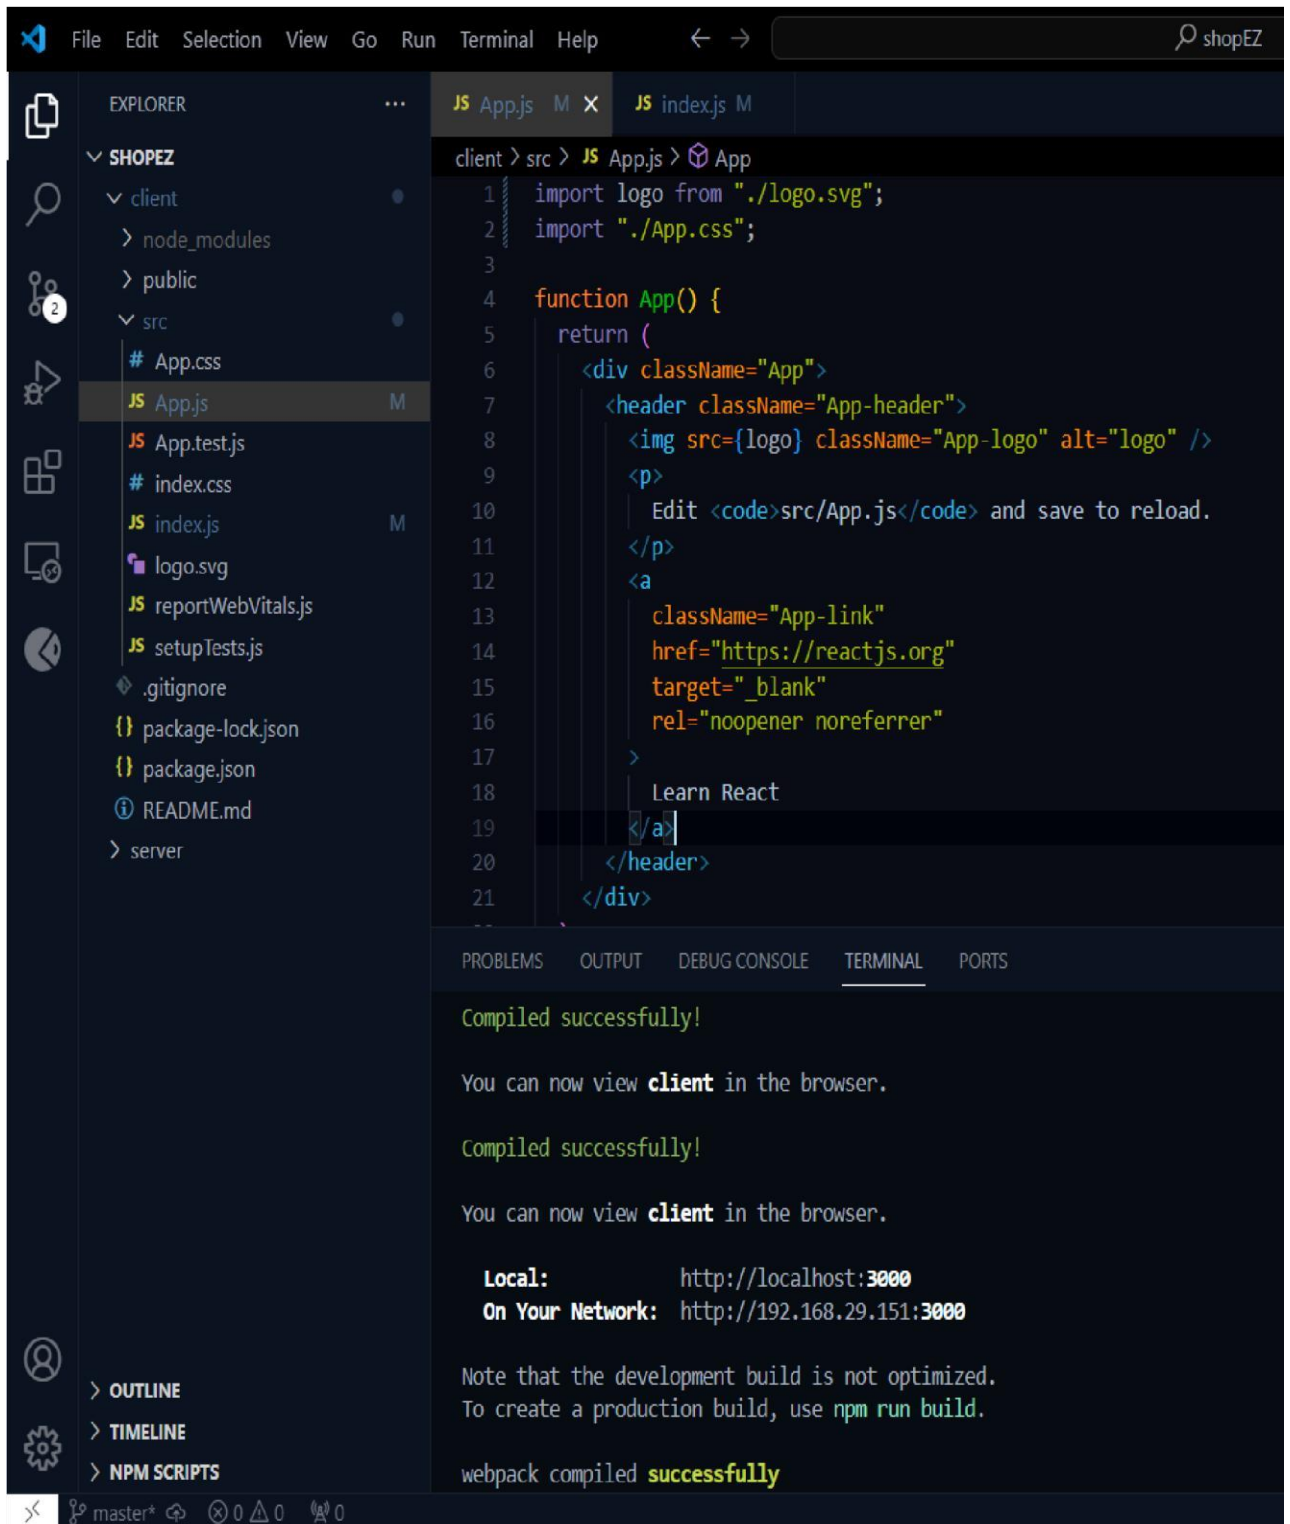 File Edit Selection View Go Run Terminal Help
shopEZ
EXPLORER
SHOPEZ
client
node_modules
public
src
# App.css
JS App.js M
JS App.test.js
# index.css
JS index.js M
logo.svg
JS reportWebVitals.js
JS setupTests.js
.gitignore
{} package-lock.json
{} package.json
README.md
server
OUTLINE
TIMELINE
NPM SCRIPTS
2
JS App.js M JS index.js M
client > src > JS App.js > App
1 import logo from "./logo.svg";
2 import "./App.css";
3
4 function App() {
5 return (
6 <div className="App">
7 <header className="App-header">
8 <img src={logo} className="App-logo" alt="logo" />
9 <p>
10 Edit <code>src/App.js</code> and save to reload.
11 </p>
12 <a
13 className="App-link"
14 href="https://reactjs.org"
15 target="_blank"
16 rel="noopener noreferrer"
17 >
18 Learn React
19 </a>
20 </header>
21 </div>
PROBLEMS OUTPUT DEBUG CONSOLE TERMINAL PORTS
Compiled successfully!
You can now view client in the browser.
Compiled successfully!
You can now view client in the browser.
Local: http://localhost:3000
On Your Network: http://192.168.29.151:3000
Note that the development build is not optimized.
To create a production build, use npm run build.
webpack compiled successfully
master* 0 0 0